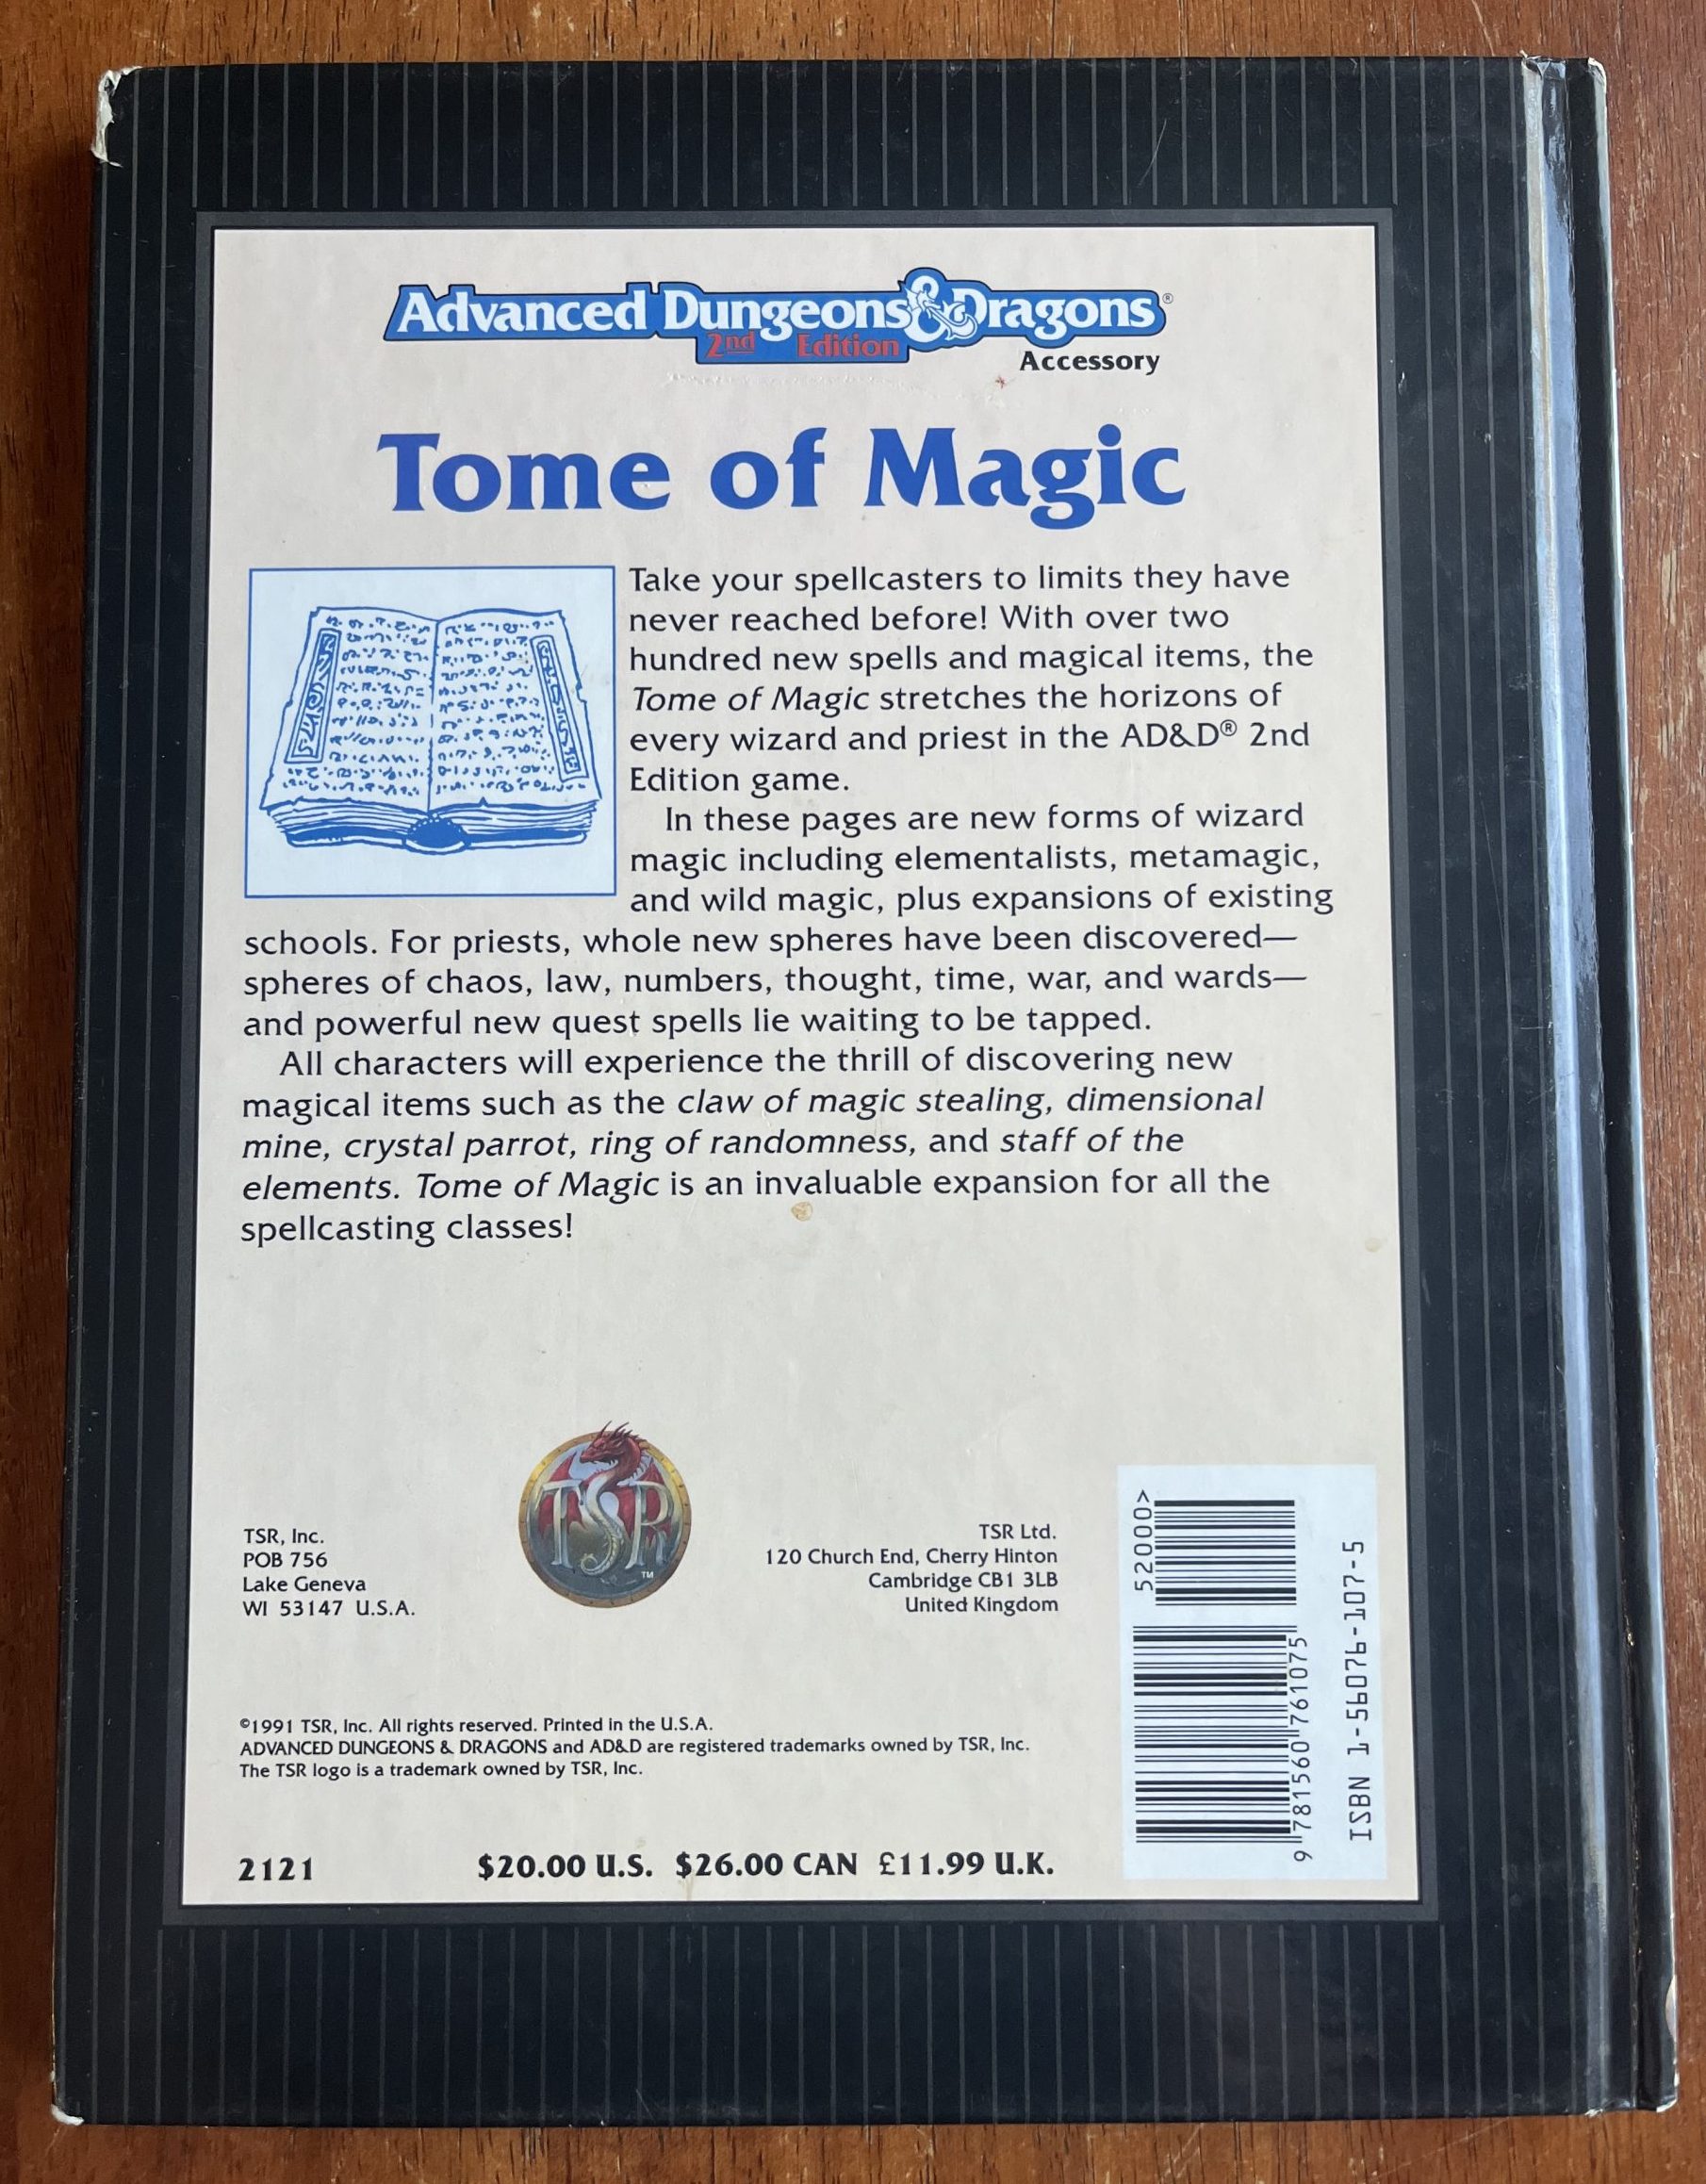 Advanced Dungeons & Dragons®
2nd Edition
Accessory
Tome of Magic
Take your spellcasters to limits they have
never reached before! With over two
hundred new spells and magical items, the
Tome of Magic stretches the horizons of
every wizard and priest in the AD&D® 2nd
Edition game.
In these pages are new forms of wizard
magic including elementalists, metamagic,
and wild magic, plus expansions of existing
schools. For priests, whole new spheres have been discovered—
spheres of chaos, law, numbers, thought, time, war, and wards—
and powerful new quest spells lie waiting to be tapped.
All characters will experience the thrill of discovering new
magical items such as the claw of magic stealing, dimensional
mine, crystal parrot, ring of randomness, and staff of the
elements. Tome of Magic is an invaluable expansion for all the
spellcasting classes!
TSR, Inc.
POB 756
Lake Geneva
WI 53147 U.S.A.
TSR
™
TSR Ltd.
120 Church End, Cherry Hinton
Cambridge CB1 3LB
United Kingdom
52000>
9 781560 761075
ISBN 1-56076-107-5
©1991 TSR, Inc. All rights reserved. Printed in the U.S.A.
ADVANCED DUNGEONS & DRAGONS and AD&D are registered trademarks owned by TSR, Inc.
The TSR logo is a trademark owned by TSR, Inc.
2121
$20.00 U.S. $26.00 CAN £11.99 U.K.